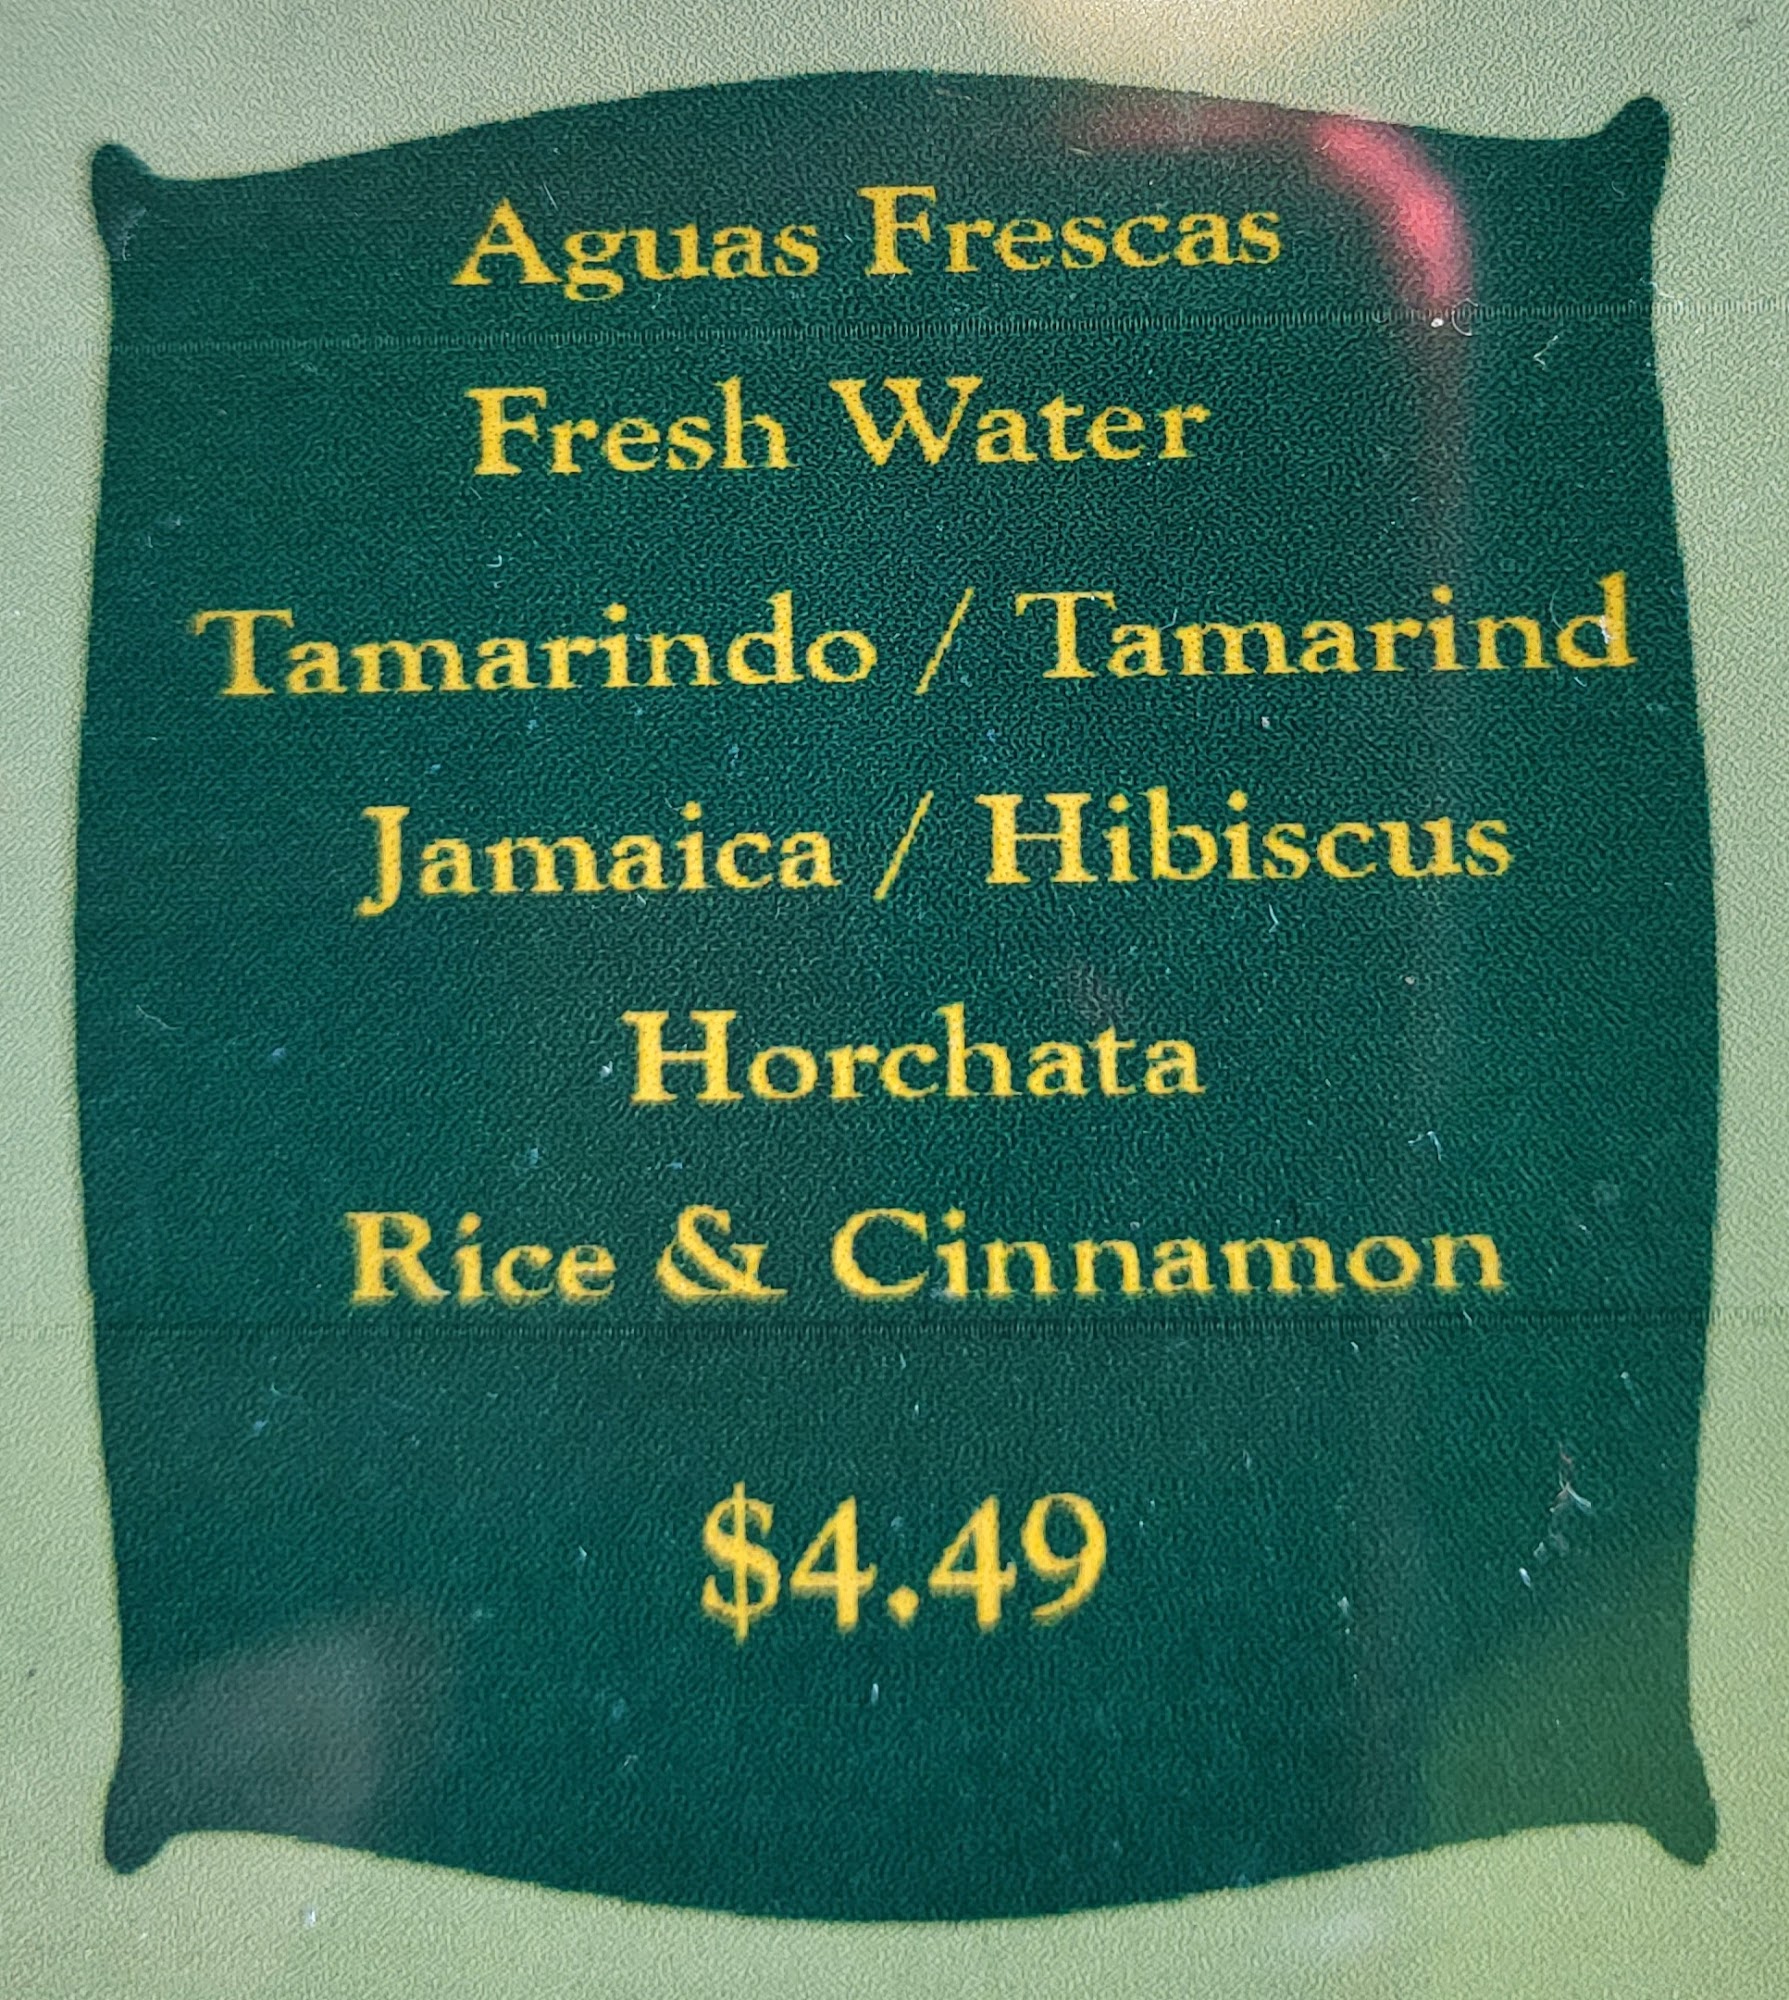 Aguas Frescas
Fresh Water
Tamarindo / Tamarind
Jamaica / Hibiscus
Horchata
Rice & Cinnamon
$4.49